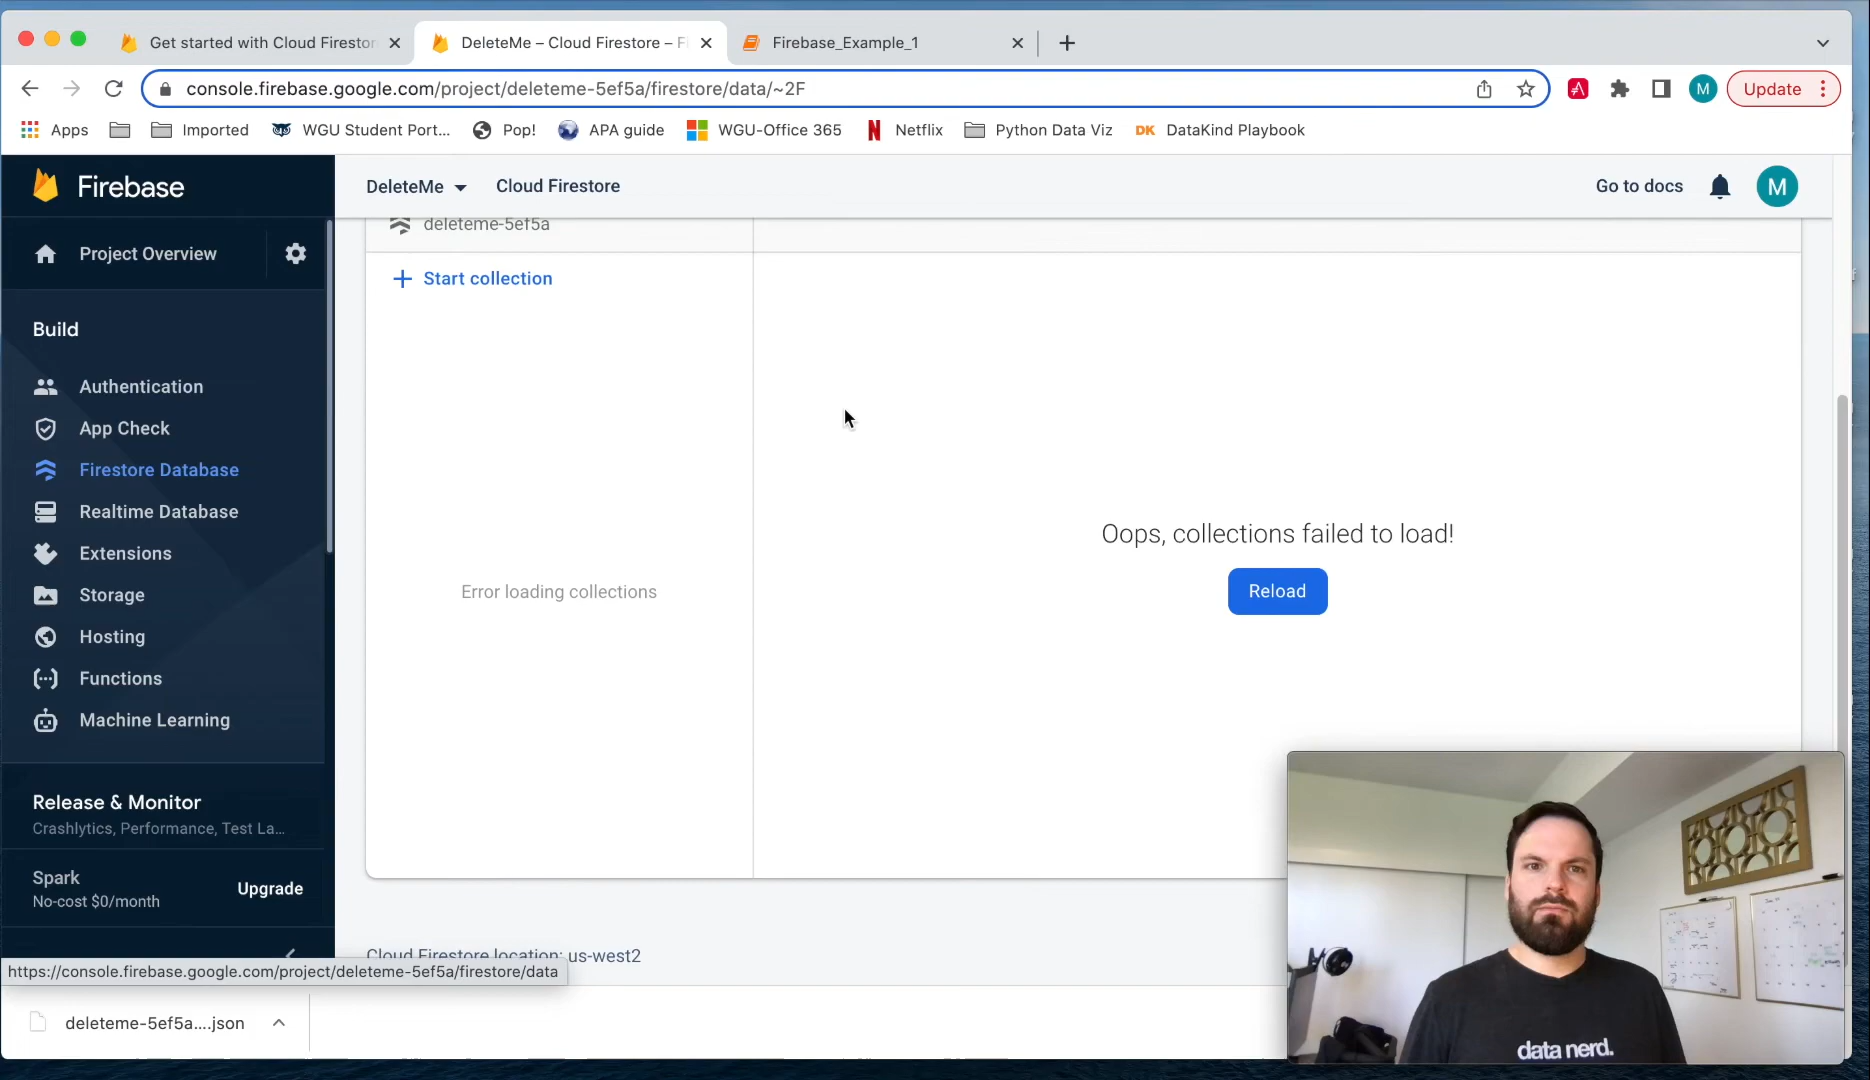 Get started with Cloud Firestor
DeleteMe – Cloud Firestore – F
Firebase_Example_1
console.firebase.google.com/project/deleteme-5ef5a/firestore/data/~2F
M
Update
Apps
Imported
WGU Student Port...
Pop!
APA guide
WGU-Office 365
Netflix
Python Data Viz
DK
DataKind Playbook
Firebase
DeleteMe
Cloud Firestore
Go to docs
M
Project Overview
deleteme-5ef5a
Start collection
Build
Authentication
App Check
Firestore Database
Realtime Database
Extensions
Storage
Hosting
Functions
Machine Learning
Oops, collections failed to load!
Error loading collections
Reload
Release & Monitor
Crashlytics, Performance, Test La...
Spark
No-cost $0/month
Upgrade
Cloud Firestore location: us-west2
https://console.firebase.google.com/project/deleteme-5ef5a/firestore/data
deleteme-5ef5a....json
data nerd.